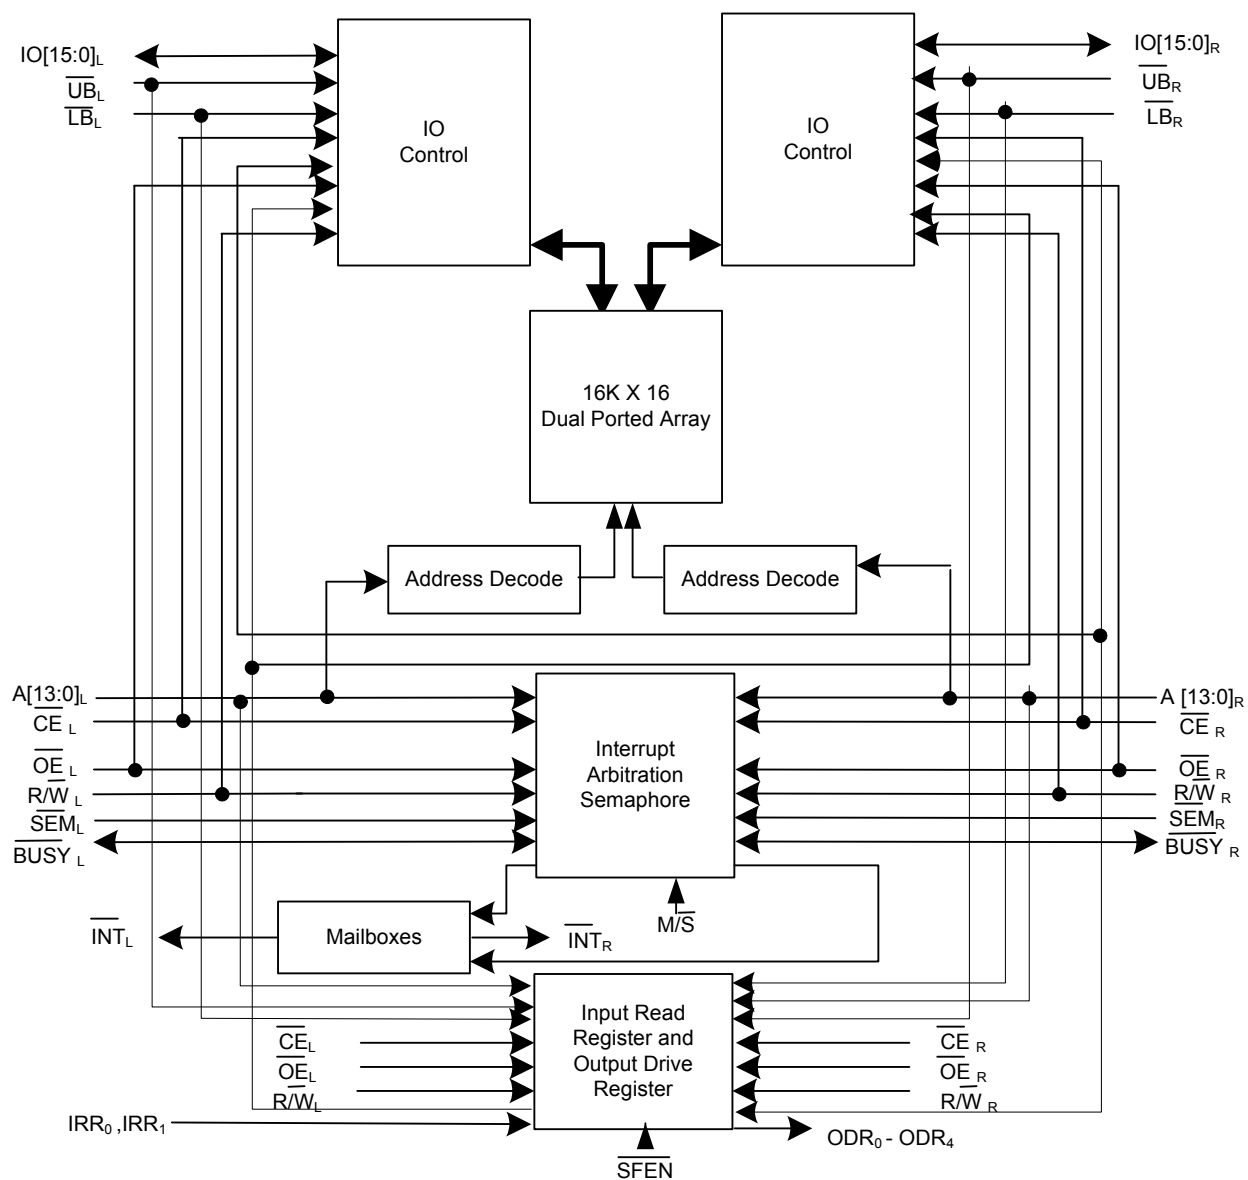 IO[15:0]L
IO[15:0]R
UBL
UBR
LBL
LBR
IO
Control
IO
Control
16K X 16
Dual Ported Array
Address Decode
Address Decode
A[13:0]L
A [13:0]R
CE L
CE R
Interrupt
Arbitration
Semaphore
OE L
OE R
R/W L
R/W R
SEML
SEMR
BUSY L
BUSY R
M/S
INTL
Mailboxes
INTR
Input Read
Register and
Output Drive
Register
CEL
CE R
OEL
OE R
R/WL
R/W R
IRR0 ,IRR1
ODR0 - ODR4
SFEN